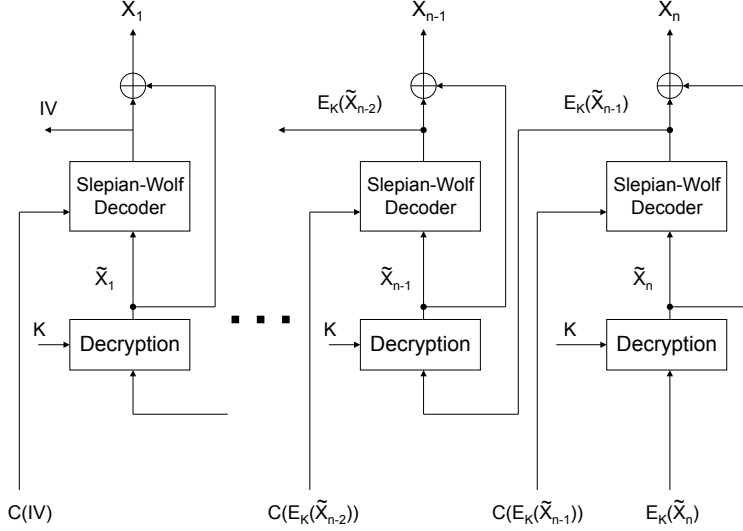 X₁ Xₙ₋₁ Xₙ
IV Eₖ(X̃ₙ₋₂) Eₖ(X̃ₙ₋₁)
Slepian-Wolf Decoder
Slepian-Wolf Decoder
Slepian-Wolf Decoder
X̃₁ X̃ₙ₋₁ X̃ₙ
K Decryption
K Decryption
K Decryption
C(IV) C(Eₖ(X̃ₙ₋₂)) C(Eₖ(X̃ₙ₋₁)) Eₖ(X̃ₙ)